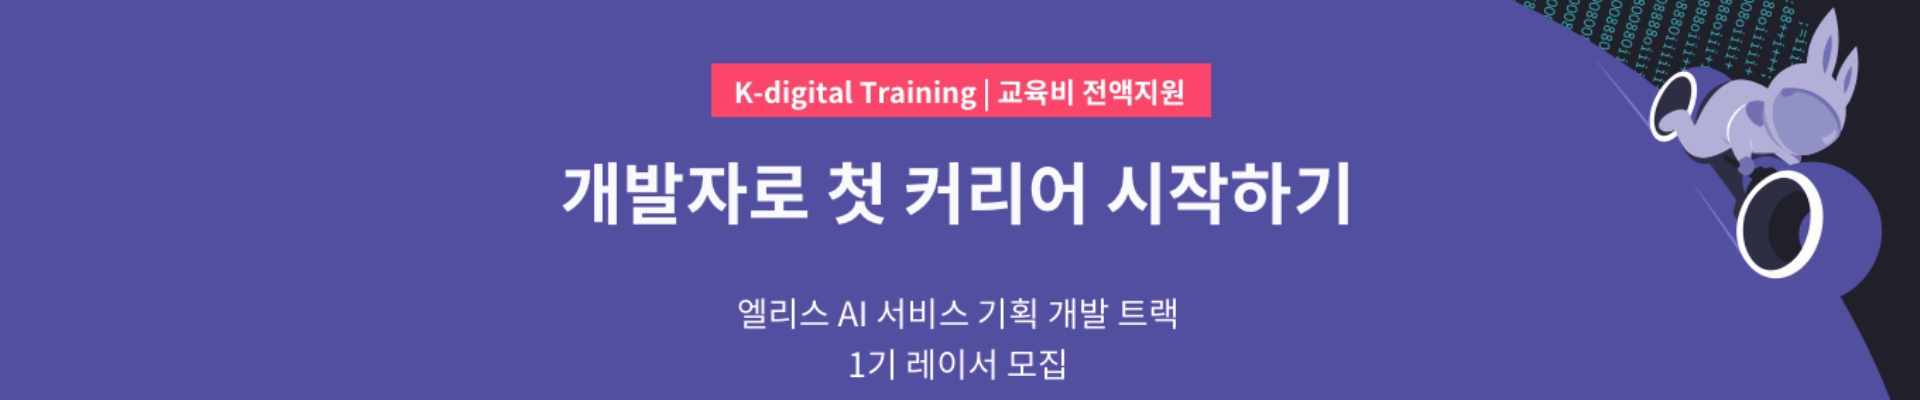 K-digital Training | 교육비 전액지원
개발자로 첫 커리어 시작하기
엘리스 AI 서비스 기획 개발 트랙
1기 레이서 모집